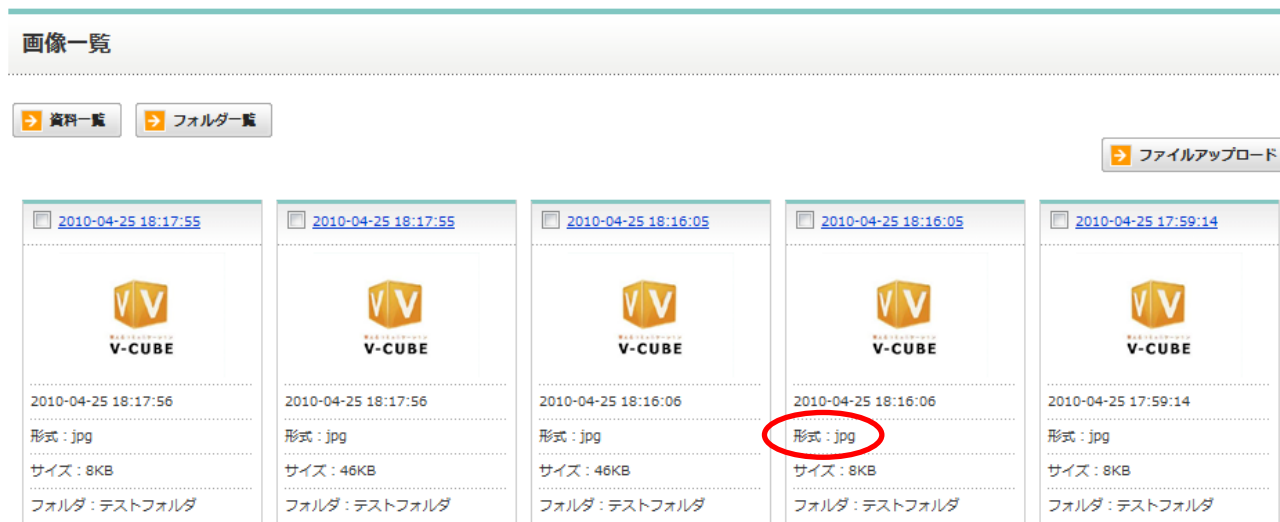 画像一覧
資料一覧 フォルダ一覧
ファイルアップロード
2010-04-25 18:17:55 2010-04-25 18:17:55 2010-04-25 18:16:05 2010-04-25 18:16:05 2010-04-25 17:59:14
V-CUBE V-CUBE V-CUBE V-CUBE V-CUBE
2010-04-25 18:17:56 2010-04-25 18:17:56 2010-04-25 18:16:06 2010-04-25 18:16:06 2010-04-25 17:59:14
形式：jpg 形式：jpg 形式：jpg 形式：jpg 形式：jpg
サイズ：8KB サイズ：46KB サイズ：46KB サイズ：8KB サイズ：8KB
フォルダ：テストフォルダ フォルダ：テストフォルダ フォルダ：テストフォルダ フォルダ：テストフォルダ フォルダ：テストフォルダ